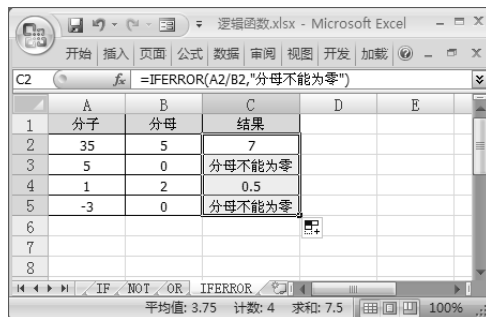 逻辑函数.xlsx - Microsoft Excel
开始 插入 页面 公式 数据 审阅 视图 开发 加载
C2 fx =IFERROR(A2/B2,"分母不能为零")
A B C D E
1 分子 分母 结果
2 35 5 7
3 5 0 分母不能为零
4 1 2 0.5
5 -3 0 分母不能为零
6
7
8
IF NOT OR IFERROR
平均值: 3.75 计数: 4 求和: 7.5 100%